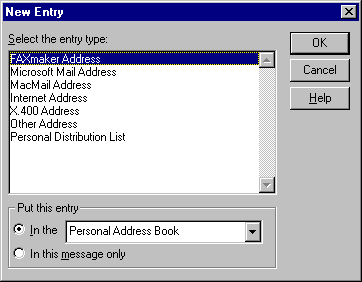 New Entry
Select the entry type:
FAXmaker Address
Microsoft Mail Address
MacMail Address
Internet Address
X.400 Address
Other Address
Personal Distribution List
OK
Cancel
Help
Put this entry
In the
Personal Address Book
In this message only